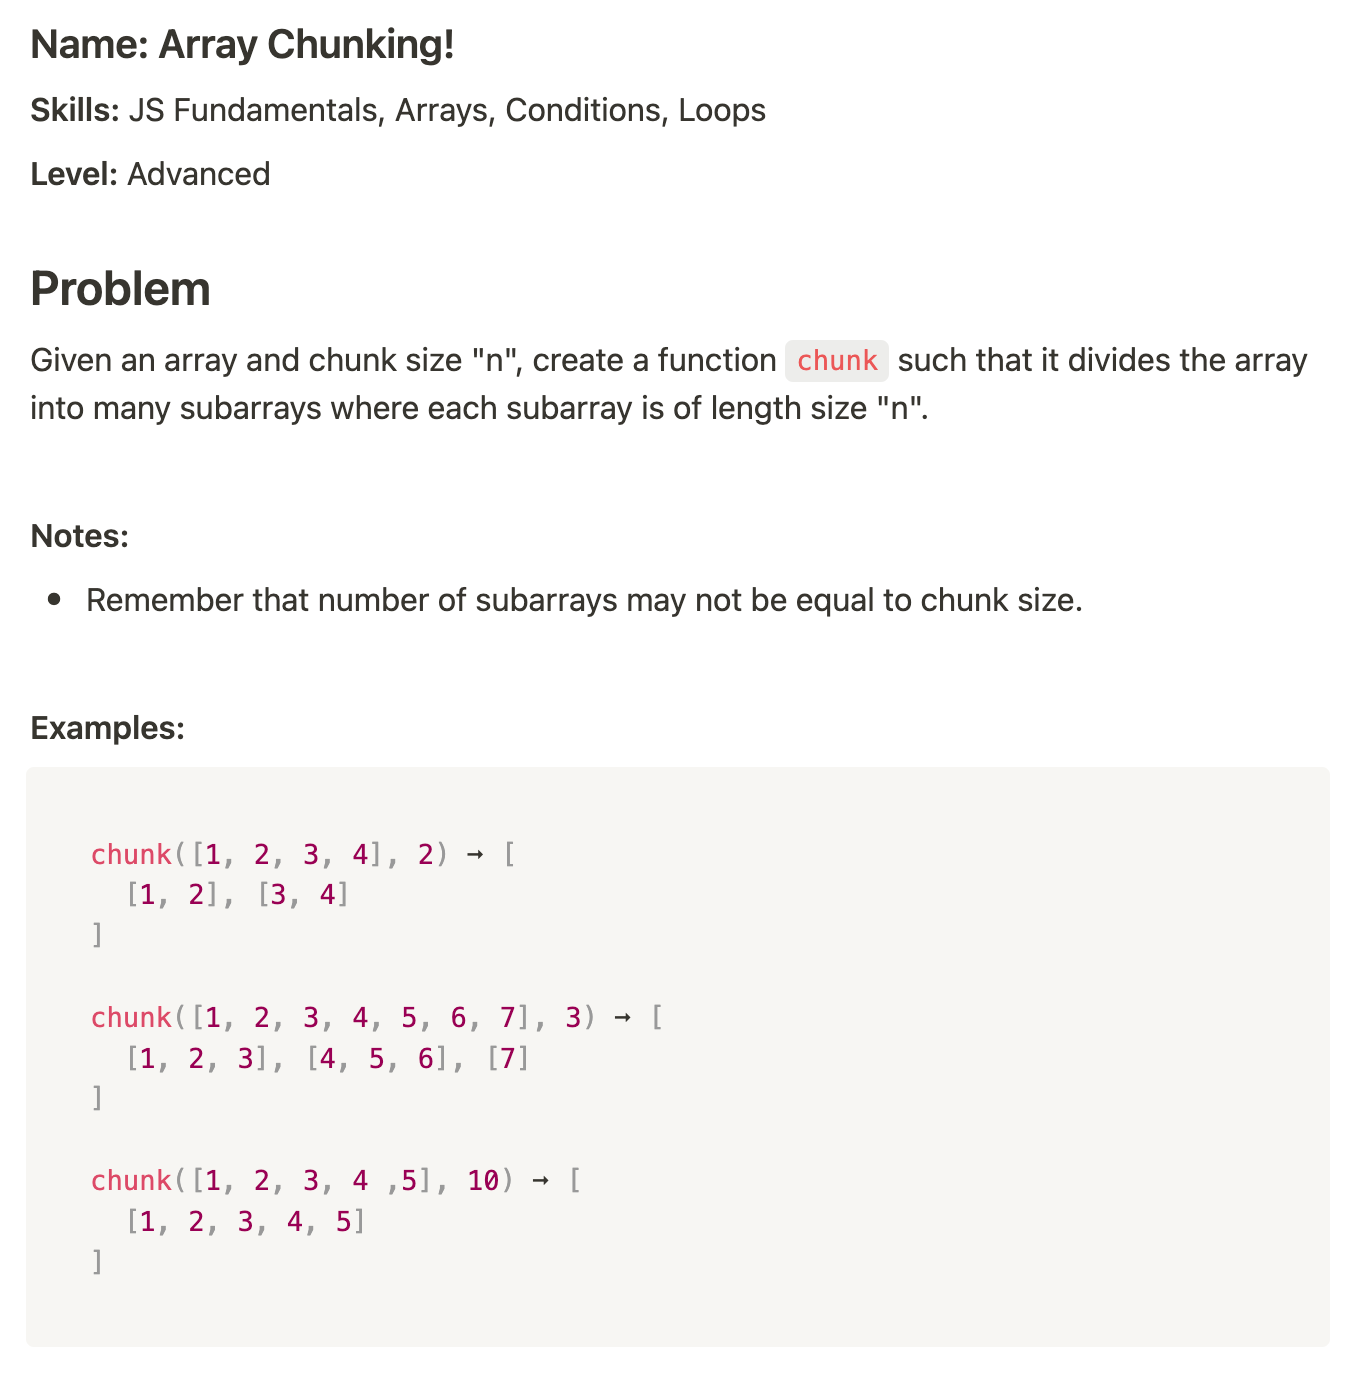 Name: Array Chunking!
Skills: JS Fundamentals, Arrays, Conditions, Loops
Level: Advanced
Problem
Given an array and chunk size "n", create a function chunk such that it divides the array
into many subarrays where each subarray is of length size "n".
Notes:
• Remember that number of subarrays may not be equal to chunk size.
Examples:
chunk([1, 2, 3, 4], 2) → [
  [1, 2], [3, 4]
]
chunk([1, 2, 3, 4, 5, 6, 7], 3) → [
  [1, 2, 3], [4, 5, 6], [7]
]
chunk([1, 2, 3, 4 ,5], 10) → [
  [1, 2, 3, 4, 5]
]